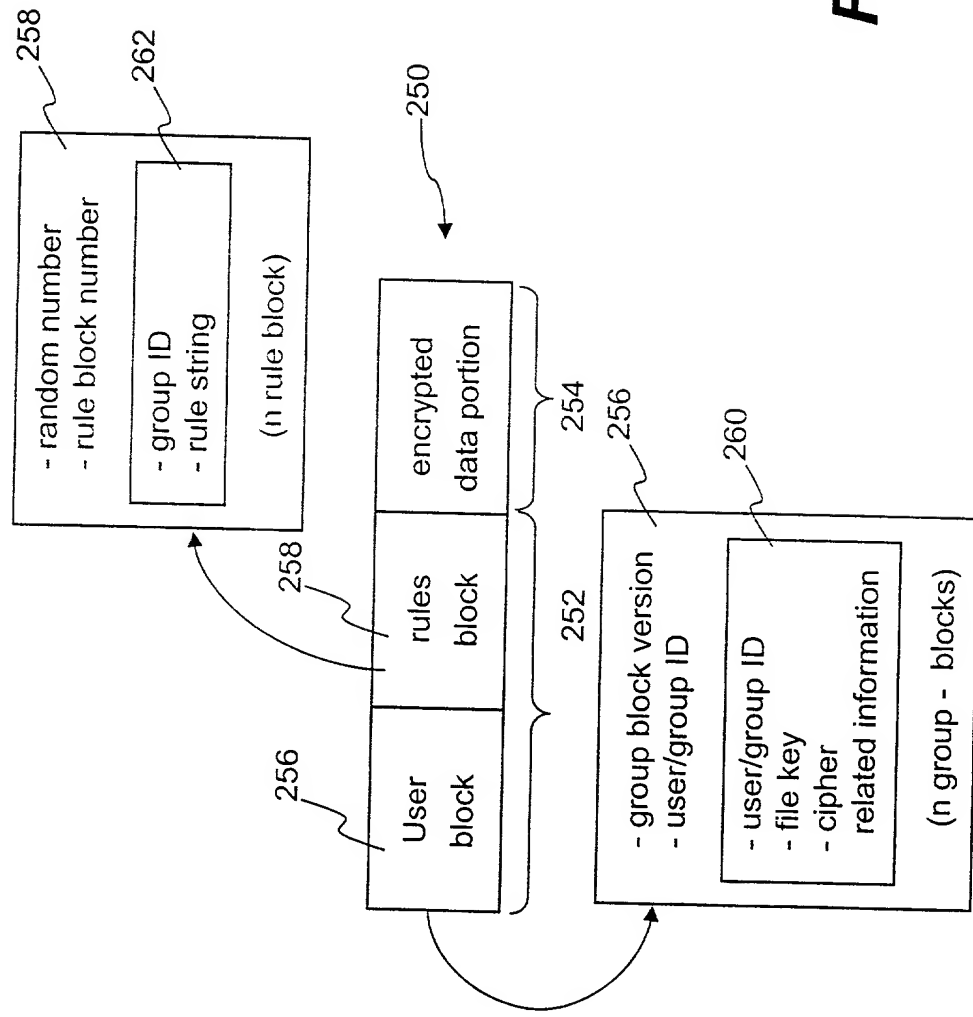 258
- random number
- rule block number
262
- group ID
- rule string
(n rule block)
250
258
256
User
block
rules
block
encrypted
data portion
252
254
256
- group block version
- user/group ID
260
- user/group ID
- file key
- cipher
related information
(n group - blocks)
F